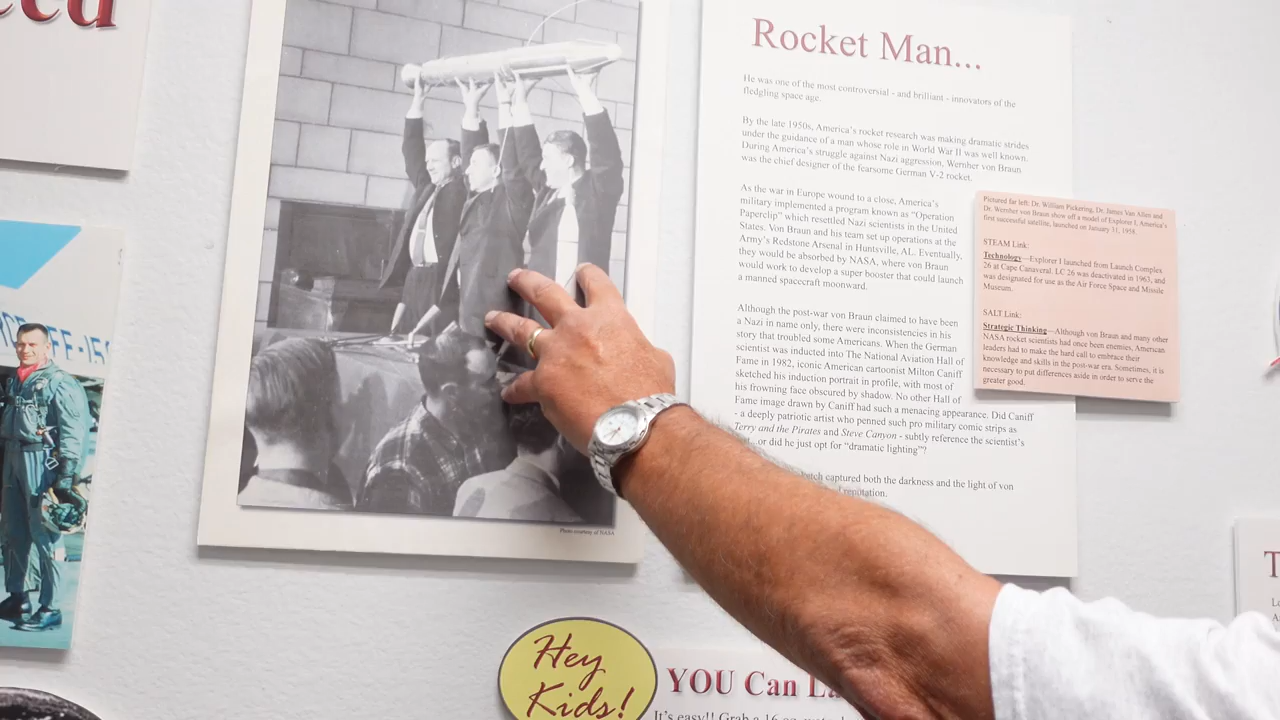 Rocket Man...
He was one of the most controversial - and brilliant - innovators of the
fledgling space age.
By the late 1950s, America's rocket research was making dramatic strides
under the guidance of a man whose role in World War II was well known.
During America's struggle against Nazi aggression, Wernher von Braun
was the chief designer of the fearsome German V-2 rocket.
As the war in Europe wound to a close, America's
military implemented a program known as "Operation
Paperclip" which resettled Nazi scientists in the United
States. Von Braun and his team set up operations at the
Army's Redstone Arsenal in Huntsville, AL. Eventually,
they would be absorbed by NASA, where von Braun
would work to develop a super booster that could launch
a manned spacecraft moonward.
Although the post-war von Braun claimed to have been
a Nazi in name only, there were inconsistencies in his
story that troubled some Americans. When the German
scientist was inducted into The National Aviation Hall of
Fame in 1982, iconic American cartoonist Milton Caniff
sketched his induction portrait in profile, with most of
his frowning face obscured by shadow. No other Hall of
Fame image drawn by Caniff had such a menacing appearance. Did Caniff
- a deeply patriotic artist who penned such pro military comic strips as
Terry and the Pirates and Steve Canyon - subtly reference the scientist's
...or did he just opt for "dramatic lighting"?
captured both the darkness and the light of von
reputation.
Pictured far left: Dr. William Pickering, Dr. James Van Allen and
Dr. Wernher von Braun show off a model of Explorer I, America's
first successful satellite, launched on January 31, 1958.
STEAM Link:
Technology—Explorer I launched from Launch Complex
26 at Cape Canaveral. LC 26 was deactivated in 1963, and
was designated for use as the Air Force Space and Missile
Museum.
SALT Link:
Strategic Thinking—Although von Braun and many other
NASA rocket scientists had once been enemies, American
leaders had to make the hard call to embrace their
knowledge and skills in the post-war era. Sometimes, it is
necessary to put differences aside in order to serve the
greater good.
Photo courtesy of NASA
Hey
Kids!
YOU Can
It's easy!! Grab a 16 oz.